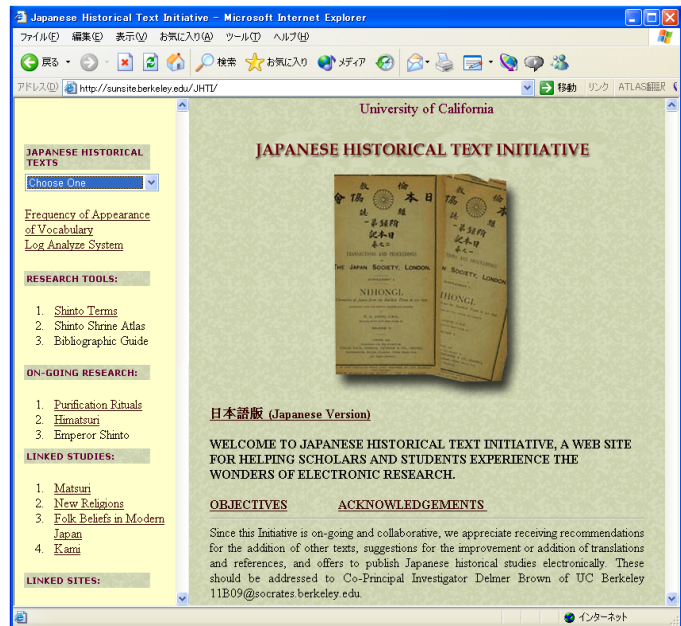 Japanese Historical Text Initiative - Microsoft Internet Explorer
ファイル(F) 編集(E) 表示(V) お気に入り(A) ツール(T) ヘルプ(H)
戻る 検索 お気に入り メディア
アドレス(D) http://sunsite.berkeley.edu/JHTI/ 移動 リンク ATLAS翻訳
JAPANESE HISTORICAL
TEXTS
Choose One
Frequency of Appearance
of Vocabulary
Log Analyze System
RESEARCH TOOLS:
1. Shinto Terms
2. Shinto Shrine Atlas
3. Bibliographic Guide
ON-GOING RESEARCH:
1. Purification Rituals
2. Himatsuri
3. Emperor Shinto
LINKED STUDIES:
1. Matsuri
2. New Religions
3. Folk Beliefs in Modern
Japan
4. Kami
LINKED SITES:
University of California
JAPANESE HISTORICAL TEXT INITIATIVE
TRANSACTIONS AND PROCEEDINGS
THE JAPAN SOCIETY, LONDON.
NIHONGI,
日本語版 (Japanese Version)
WELCOME TO JAPANESE HISTORICAL TEXT INITIATIVE, A WEB SITE
FOR HELPING SCHOLARS AND STUDENTS EXPERIENCE THE
WONDERS OF ELECTRONIC RESEARCH.
OBJECTIVES ACKNOWLEDGEMENTS
Since this Initiative is on-going and collaborative, we appreciate receiving recommendations
for the addition of other texts, suggestions for the improvement or addition of translations
and references, and offers to publish Japanese historical studies electronically. These
should be addressed to Co-Principal Investigator Delmer Brown of UC Berkeley
11B09@socrates.berkeley.edu.
インターネット